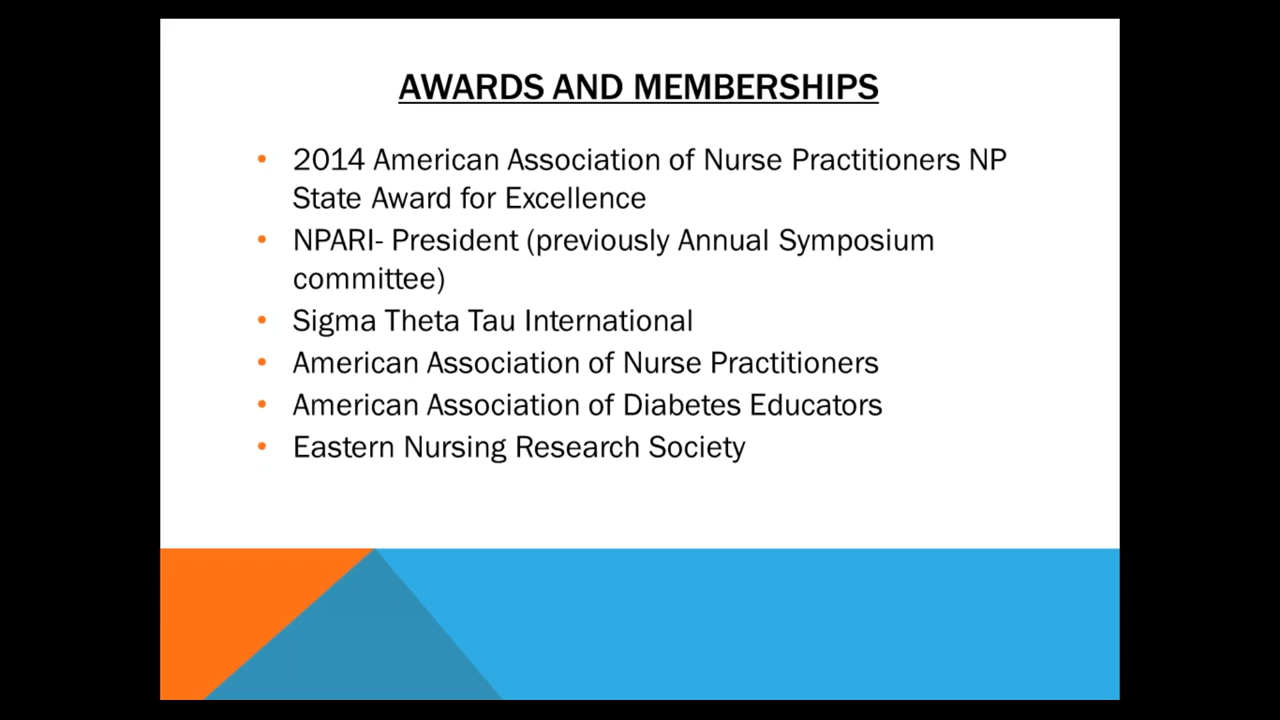 AWARDS AND MEMBERSHIPS
• 2014 American Association of Nurse Practitioners NP
State Award for Excellence
• NPARI- President (previously Annual Symposium
committee)
• Sigma Theta Tau International
• American Association of Nurse Practitioners
• American Association of Diabetes Educators
• Eastern Nursing Research Society